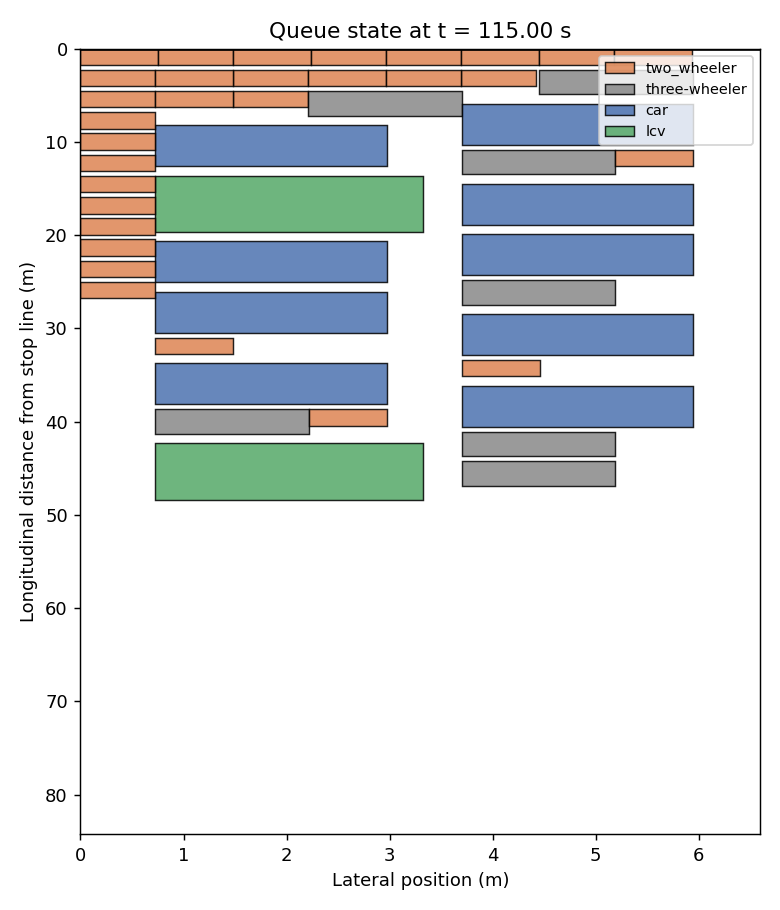 Queue state at t = 115.00 s
two_wheeler
three-wheeler
car
lcv
0
10
20
30
40
50
60
70
80
Longitudinal distance from stop line (m)
0 1 2 3 4 5 6
Lateral position (m)